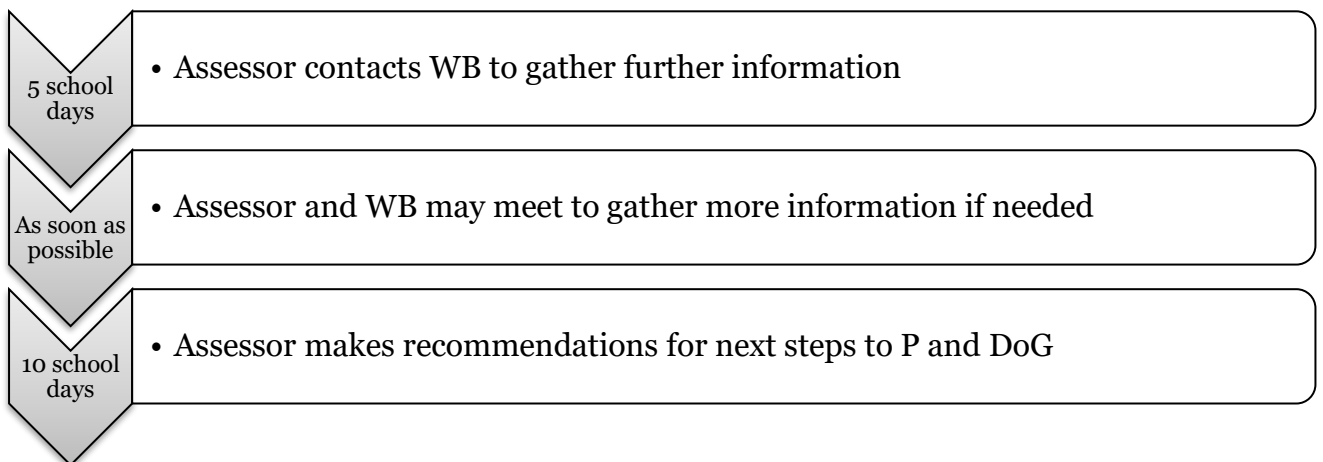 5 school
days
• Assessor contacts WB to gather further information
As soon as
possible
• Assessor and WB may meet to gather more information if needed
10 school
days
• Assessor makes recommendations for next steps to P and DoG